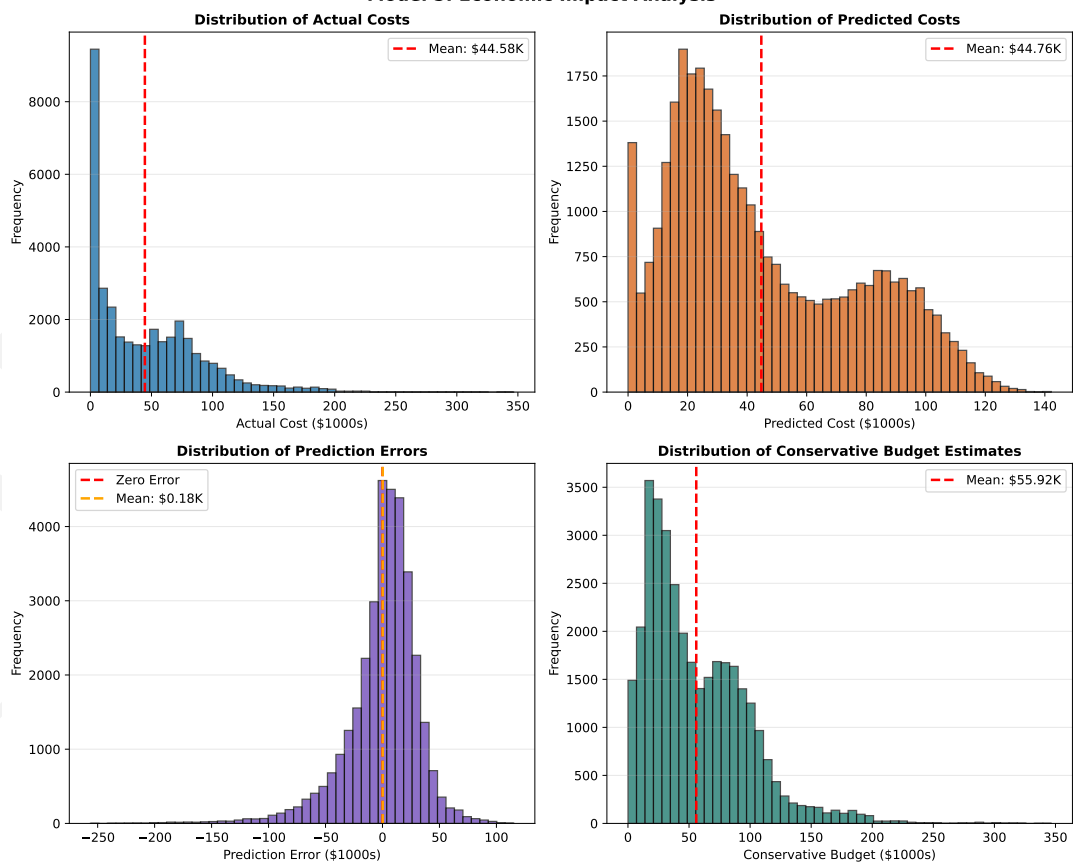 Distribution of Actual Costs
Mean: $44.58K
Frequency
8000
6000
4000
2000
0
0 50 100 150 200 250 300 350
Actual Cost ($1000s)
Distribution of Predicted Costs
Mean: $44.76K
Frequency
1750
1500
1250
1000
750
500
250
0
0 20 40 60 80 100 120 140
Predicted Cost ($1000s)
Distribution of Prediction Errors
Zero Error
Mean: $0.18K
Frequency
4000
3000
2000
1000
0
−250 −200 −150 −100 −50 0 50 100
Prediction Error ($1000s)
Distribution of Conservative Budget Estimates
Mean: $55.92K
Frequency
3500
3000
2500
2000
1500
1000
500
0
0 50 100 150 200 250 300 350
Conservative Budget ($1000s)